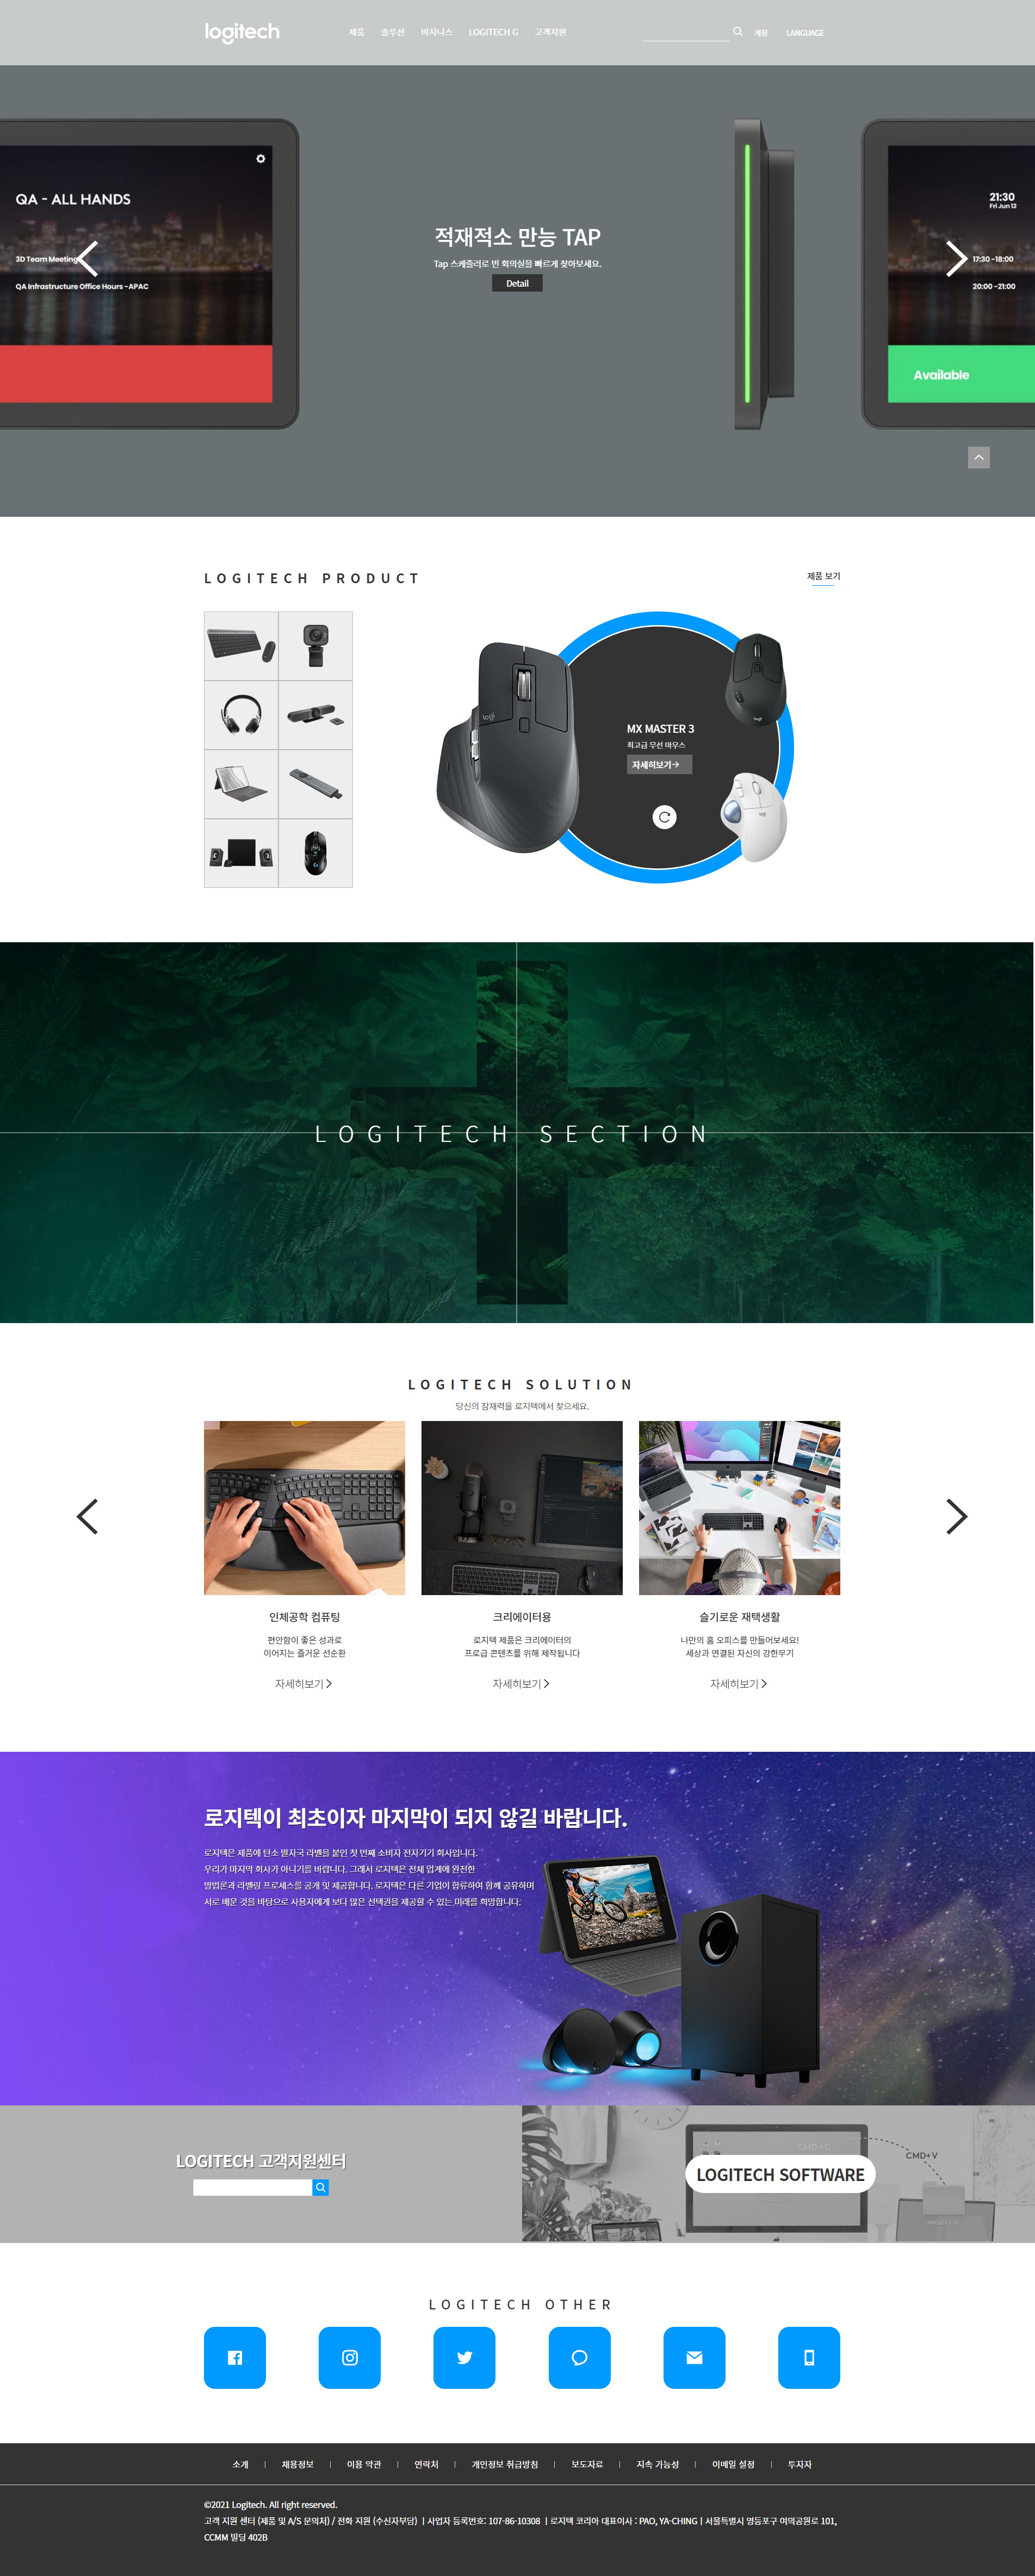 logitech
제품 솔루션 비지니스 LOGITECH G 고객지원
계정 LANGUAGE
QA - ALL HANDS
3D Team Meeting
QA Infrastructure Office Hours -APAC
적재적소 만능 TAP
Tap 스케줄러로 빈 회의실을 빠르게 찾아보세요.
Detail
21:30
Fri Jun 12
17:30 -18:00
20:00 -21:00
Available
LOGITECH PRODUCT
제품 보기
logi
logi
logi
MX MASTER 3
최고급 무선 마우스
자세히보기→
LOGITECH SECTION
LOGITECH SOLUTION
당신의 잠재력을 로지텍에서 찾으세요.
인체공학 컴퓨팅
편안함이 좋은 성과로
이어지는 즐거운 선순환
자세히보기
크리에이터용
로지텍 제품은 크리에이터의
프로급 콘텐츠를 위해 제작됩니다
자세히보기
슬기로운 재택생활
나만의 홈 오피스를 만들어보세요!
세상과 연결된 자신의 강한무기
자세히보기
로지텍이 최초이자 마지막이 되지 않길 바랍니다.
로지텍은 제품에 탄소 발자국 라벨을 붙인 첫 번째 소비자 전자기기 회사입니다.
우리가 마지막 회사가 아니기를 바랍니다. 그래서 로지텍은 전체 업계에 완전한
방법론과 라벨링 프로세스를 공개 및 제공합니다. 로지텍은 다른 기업이 합류하여 함께 공유하며
서로 배운 것을 바탕으로 사용자에게 보다 많은 선택권을 제공할 수 있는 미래를 희망합니다.
LOGITECH 고객지원센터
CMD+C
CMD+V
LOGITECH SOFTWARE
LOGITECH OTHER
소개 | 채용정보 | 이용 약관 | 연락처 | 개인정보 취급방침 | 보도자료 | 지속 가능성 | 이메일 설정 | 투자자
©2021 Logitech. All right reserved.
고객 지원 센터 (제품 및 A/S 문의처) / 전화 지원 (수신자부담) | 사업자 등록번호: 107-86-10308 | 로지텍 코리아 대표이사 : PAO, YA-CHING | 서울특별시 영등포구 여의공원로 101,
CCMM 빌딩 402B